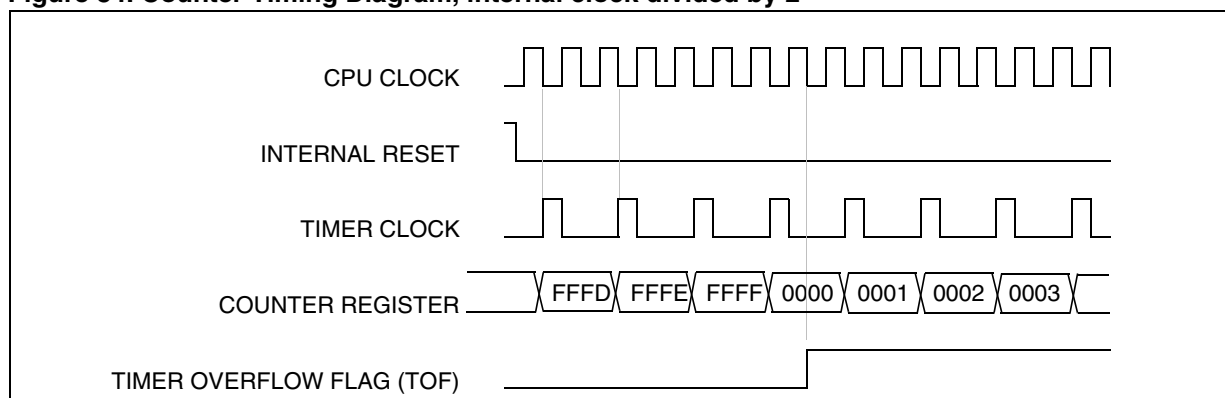 Figure 84. Counter Timing Diagram, internal clock divided by 2
CPU CLOCK
INTERNAL RESET
TIMER CLOCK
COUNTER REGISTER FFFD FFFE FFFF 0000 0001 0002 0003
TIMER OVERFLOW FLAG (TOF)